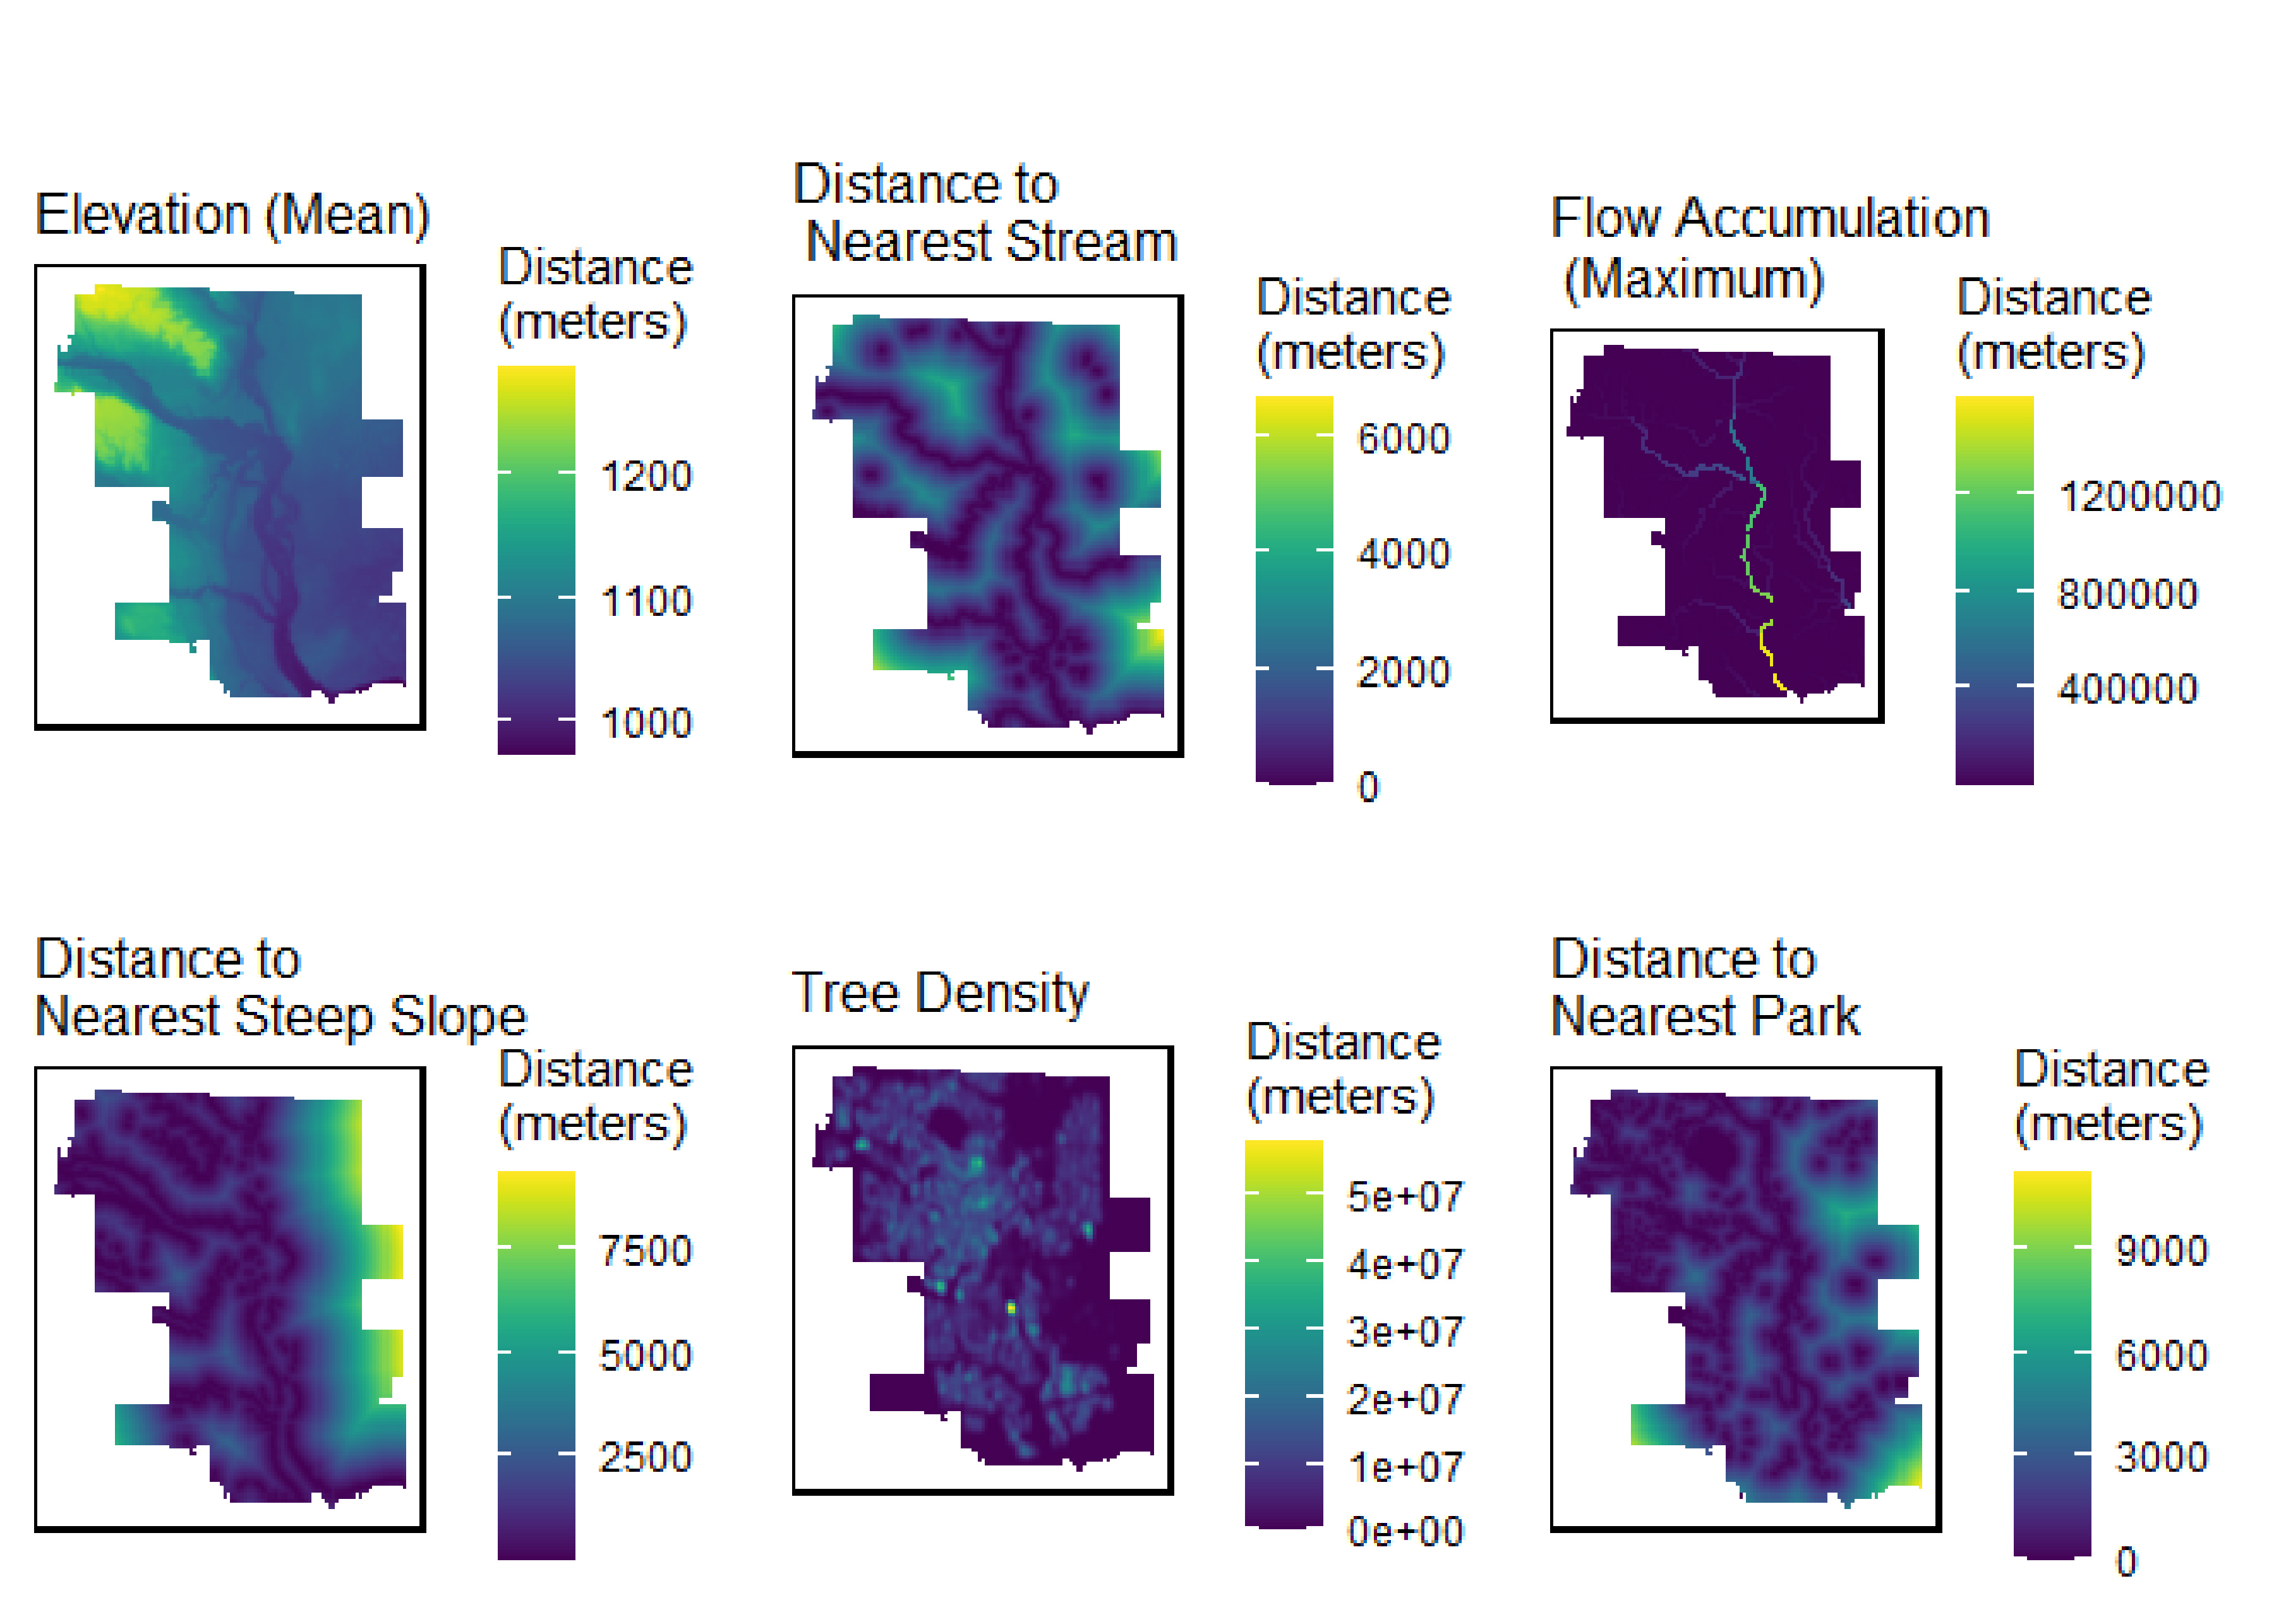 Elevation (Mean)
Distance
(meters)
1200
1100
1000
Distance to
Nearest Stream
Distance
(meters)
6000
4000
2000
0
Flow Accumulation
(Maximum)
Distance
(meters)
1200000
800000
400000
Distance to
Nearest Steep Slope
Distance
(meters)
7500
5000
2500
Tree Density
Distance
(meters)
5e+07
4e+07
3e+07
2e+07
1e+07
0e+00
Distance to
Nearest Park
Distance
(meters)
9000
6000
3000
0